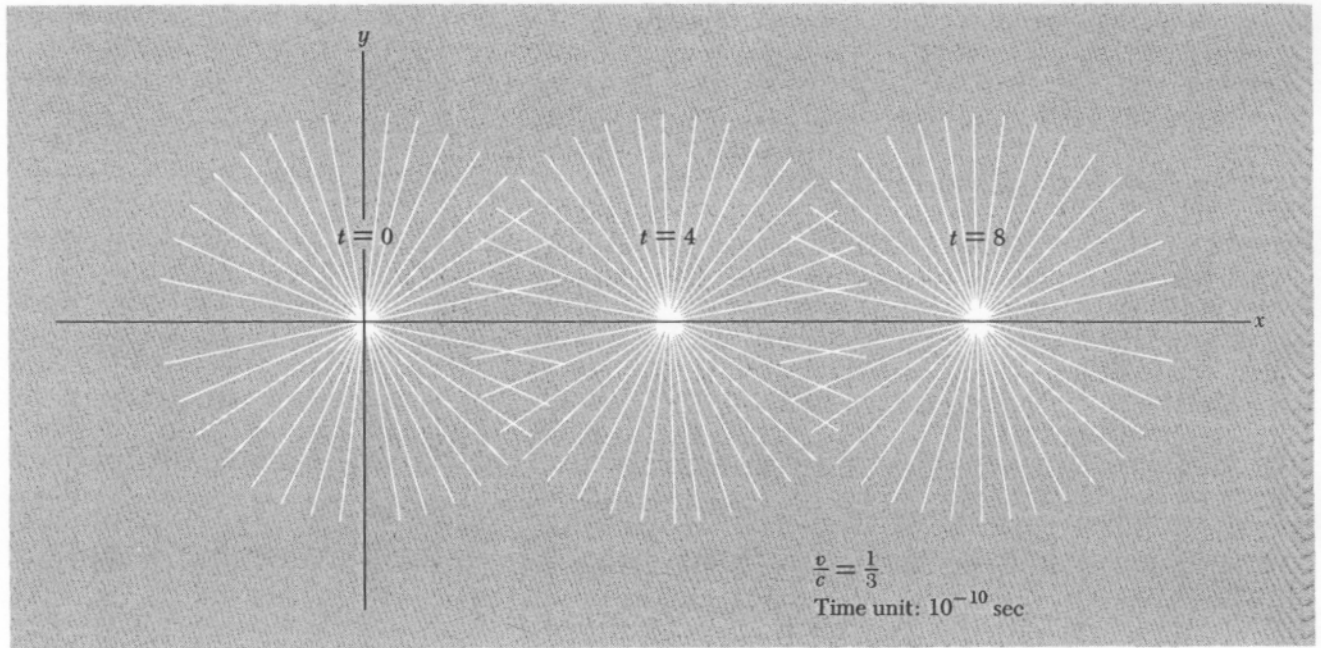 y
t = 0
t = 4
t = 8
x
v/c = 1/3
Time unit: 10⁻¹⁰ sec